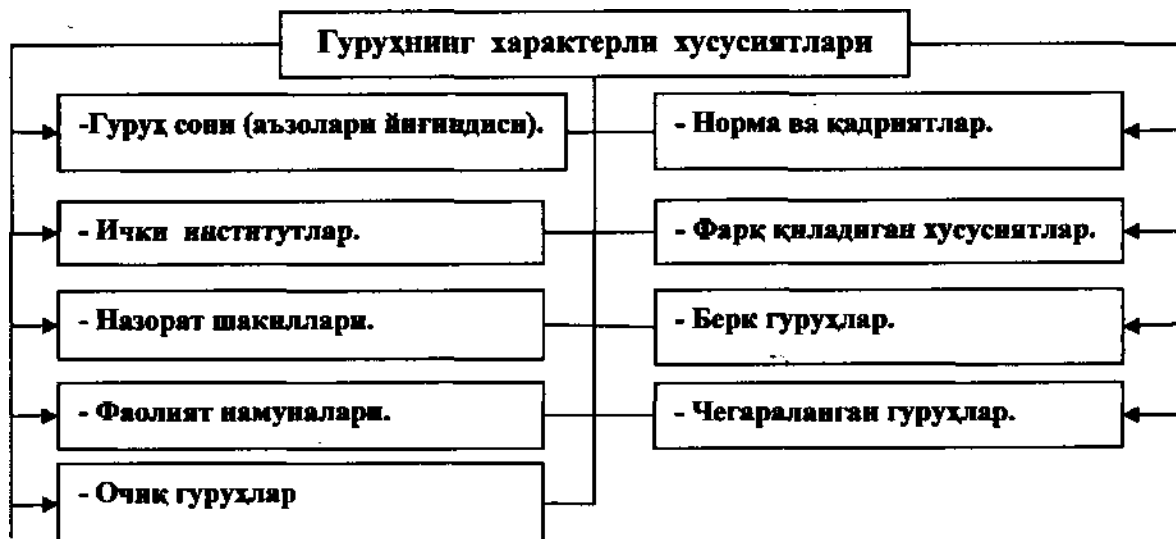 Гуруҳнинг характерли хусусиятлари
-Гуруҳ сони (аъзолари йиғиндиси).
- Норма ва қадриятлар.
- Ички институтлар.
- Фарқ қиладиган хусусиятлар.
- Назорат шакиллари.
- Берк гуруҳлар.
- Фаолият намуналари.
- Чегараланган гуруҳлар.
- Очиқ гуруҳлар